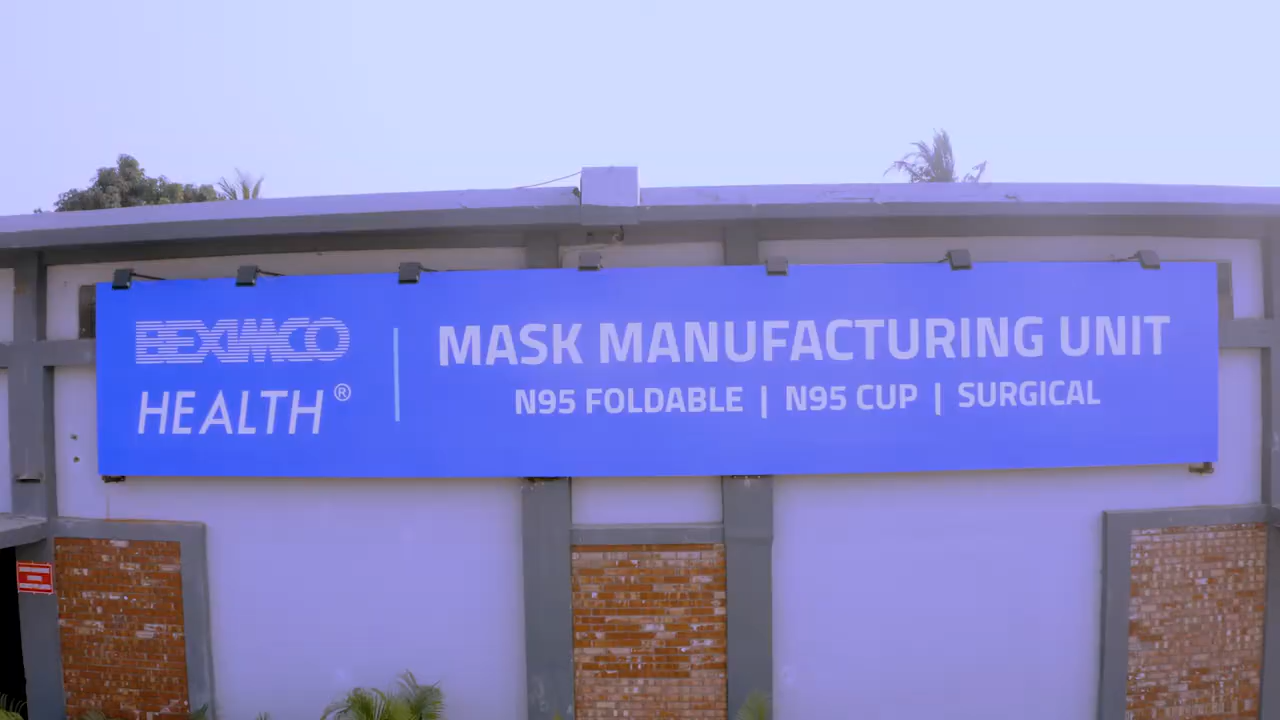 BEXIMCO
HEALTH®
MASK MANUFACTURING UNIT
N95 FOLDABLE | N95 CUP | SURGICAL